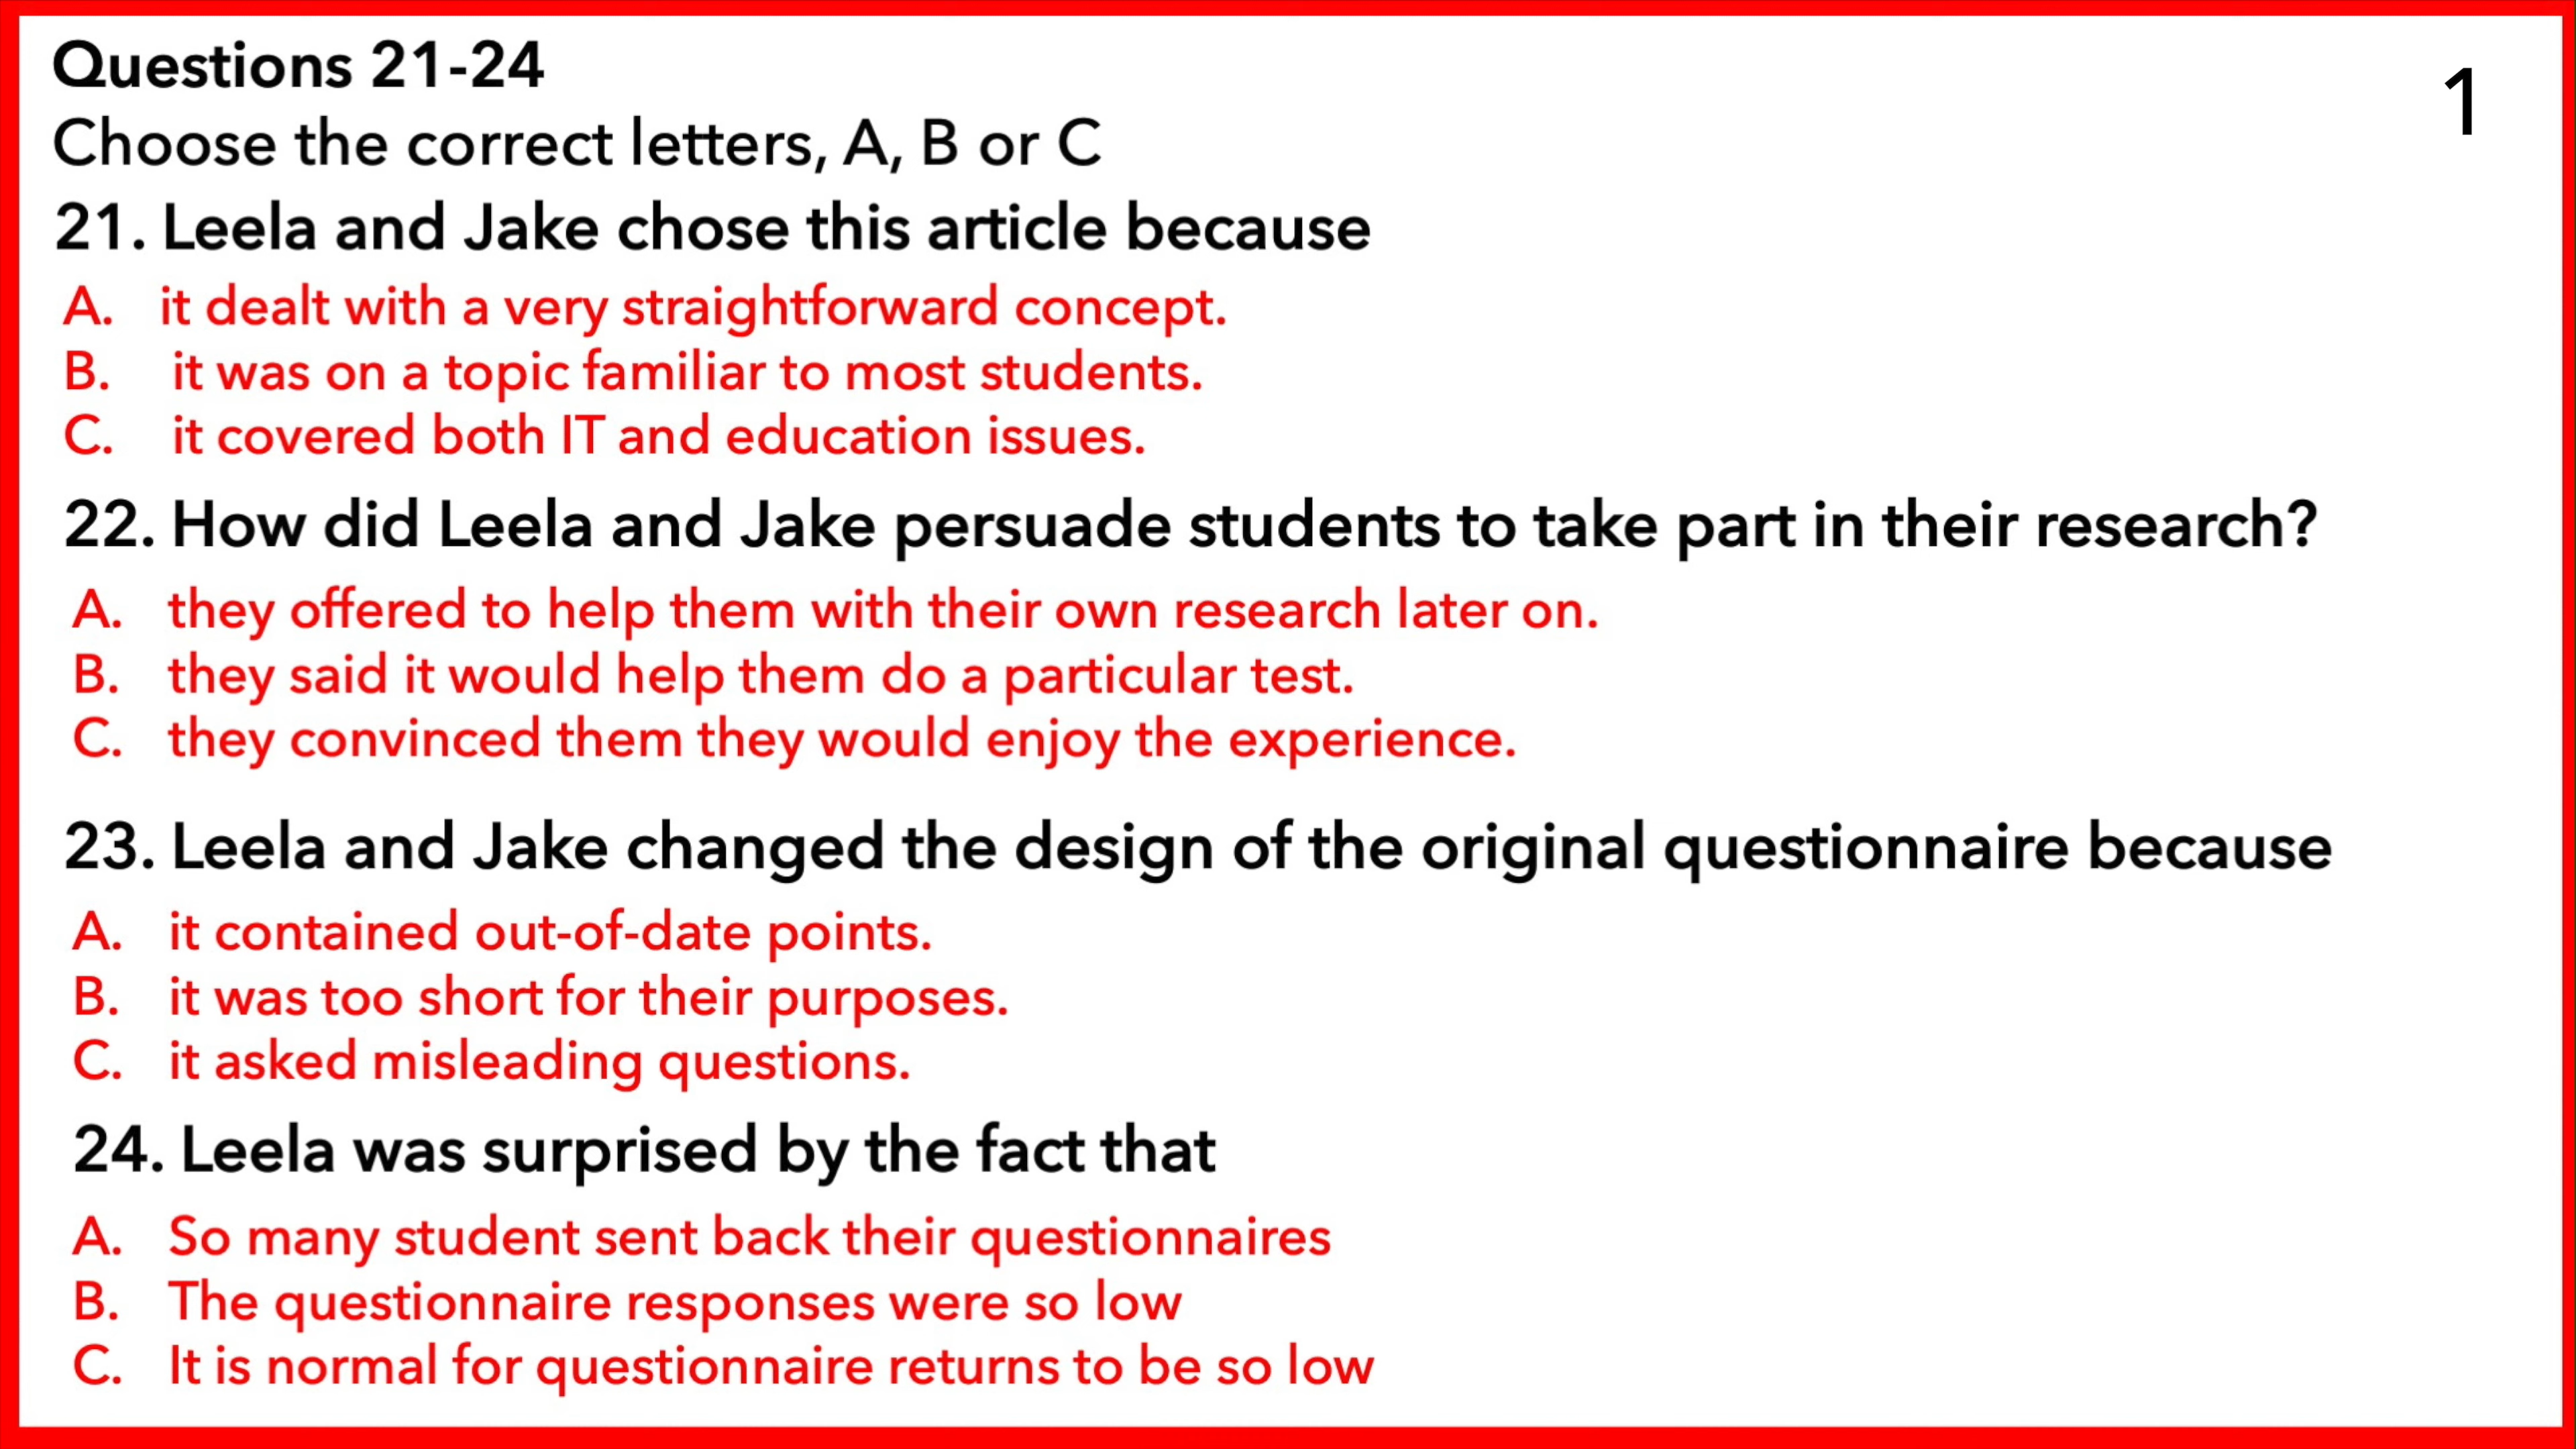 Questions 21-24
1
Choose the correct letters, A, B or C
21. Leela and Jake chose this article because
A. it dealt with a very straightforward concept.
B. it was on a topic familiar to most students.
C. it covered both IT and education issues.
22. How did Leela and Jake persuade students to take part in their research?
A. they offered to help them with their own research later on.
B. they said it would help them do a particular test.
C. they convinced them they would enjoy the experience.
23. Leela and Jake changed the design of the original questionnaire because
A. it contained out-of-date points.
B. it was too short for their purposes.
C. it asked misleading questions.
24. Leela was surprised by the fact that
A. So many student sent back their questionnaires
B. The questionnaire responses were so low
C. It is normal for questionnaire returns to be so low